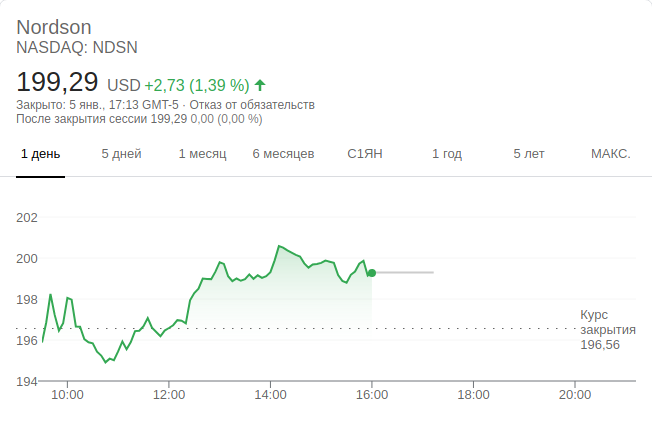 Nordson
NASDAQ: NDSN
199,29 USD +2,73 (1,39 %)
Закрыто: 5 янв., 17:13 GMT-5 · Отказ от обязательств
После закрытия сессии 199,29 0,00 (0,00 %)
1 день 5 дней 1 месяц 6 месяцев С1ЯН 1 год 5 лет МАКС.
202
200
198
Курс
закрытия
196,56
196
194
10:00 12:00 14:00 16:00 18:00 20:00